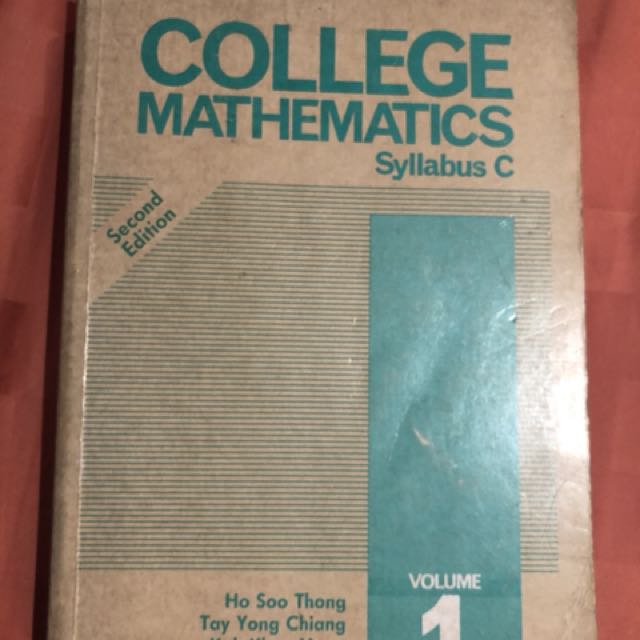 COLLEGE
MATHEMATICS
Syllabus C
Second
Edition
VOLUME
1
Ho Soo Thong
Tay Yong Chiang